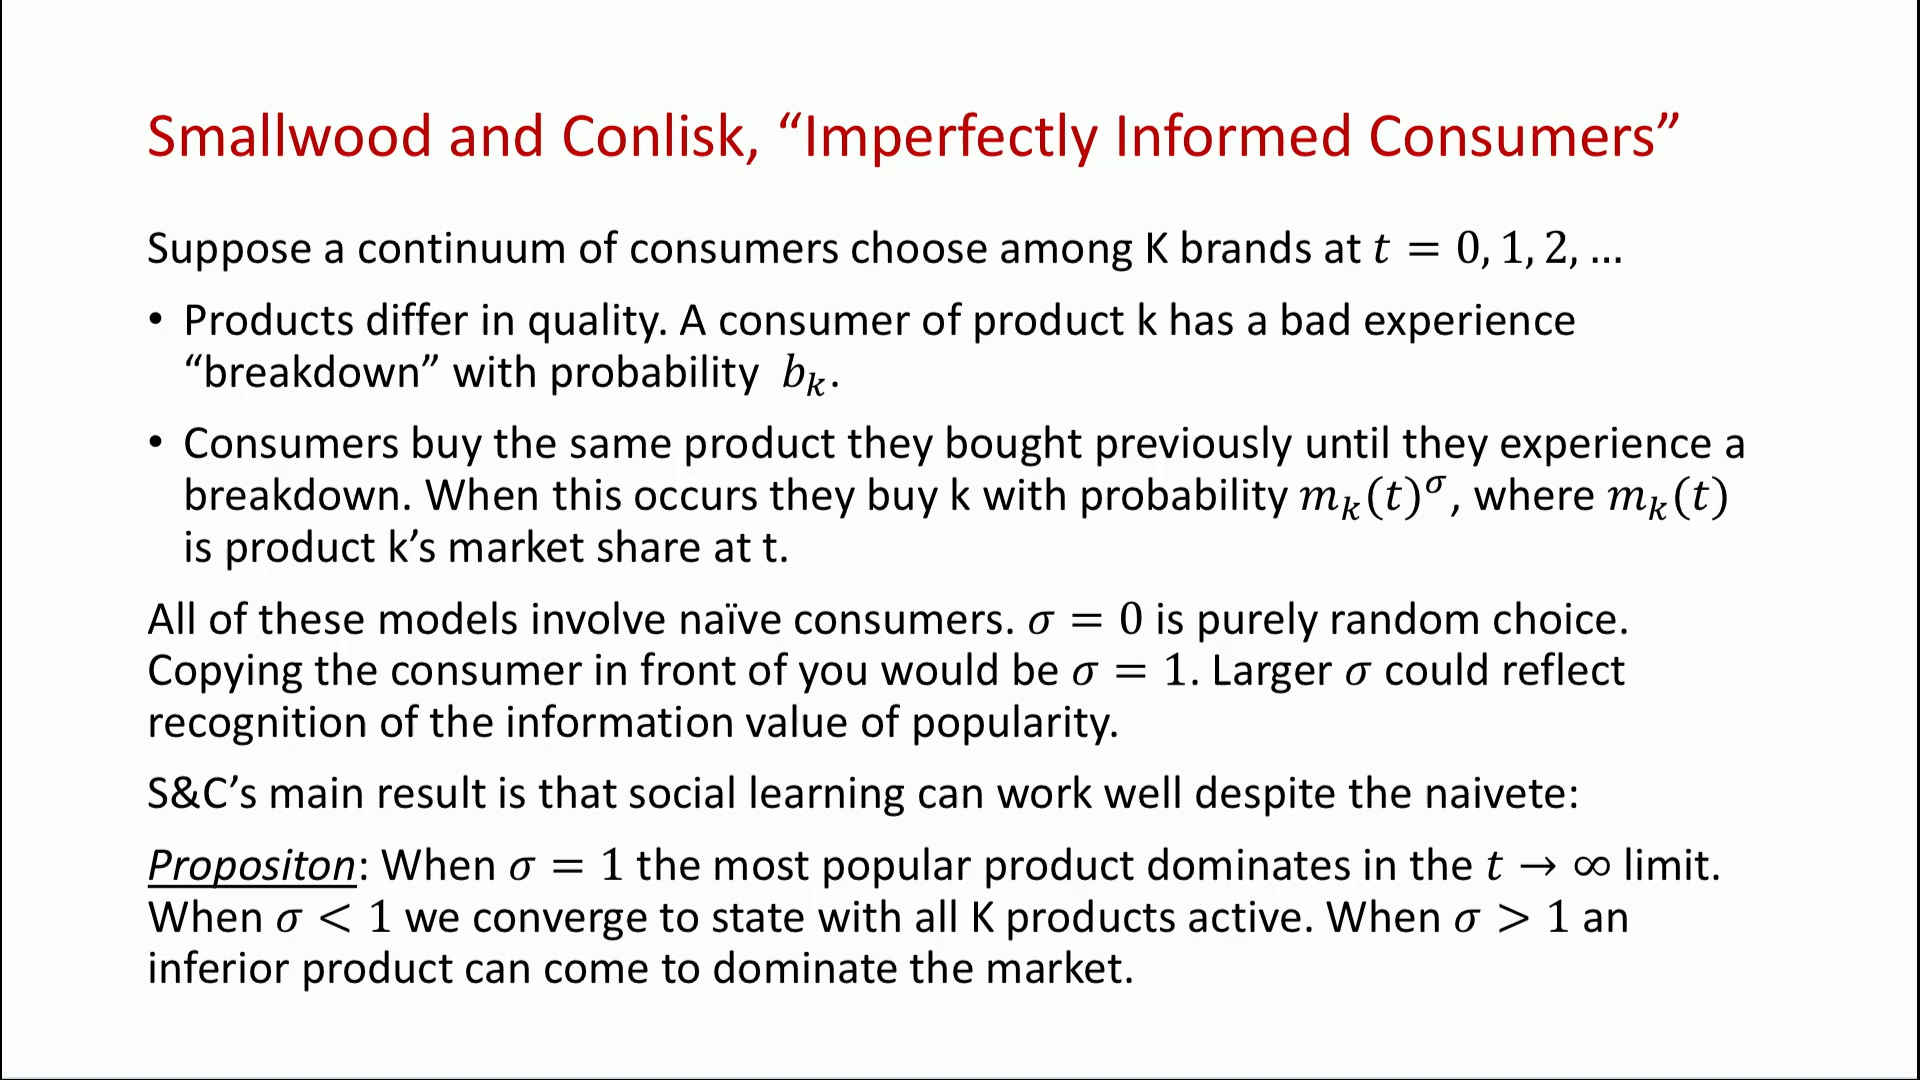 Smallwood and Conlisk, “Imperfectly Informed Consumers”
Suppose a continuum of consumers choose among K brands at 𝑡 = 0, 1, 2, …
• Products differ in quality. A consumer of product k has a bad experience
“breakdown” with probability 𝑏ₖ.
• Consumers buy the same product they bought previously until they experience a
breakdown. When this occurs they buy k with probability 𝑚ₖ(𝑡)^𝜎, where 𝑚ₖ(𝑡)
is product k’s market share at t.
All of these models involve naïve consumers. 𝜎 = 0 is purely random choice.
Copying the consumer in front of you would be 𝜎 = 1. Larger 𝜎 could reflect
recognition of the information value of popularity.
S&C’s main result is that social learning can work well despite the naivete:
Propositon: When 𝜎 = 1 the most popular product dominates in the 𝑡 → ∞ limit.
When 𝜎 < 1 we converge to state with all K products active. When 𝜎 > 1 an
inferior product can come to dominate the market.